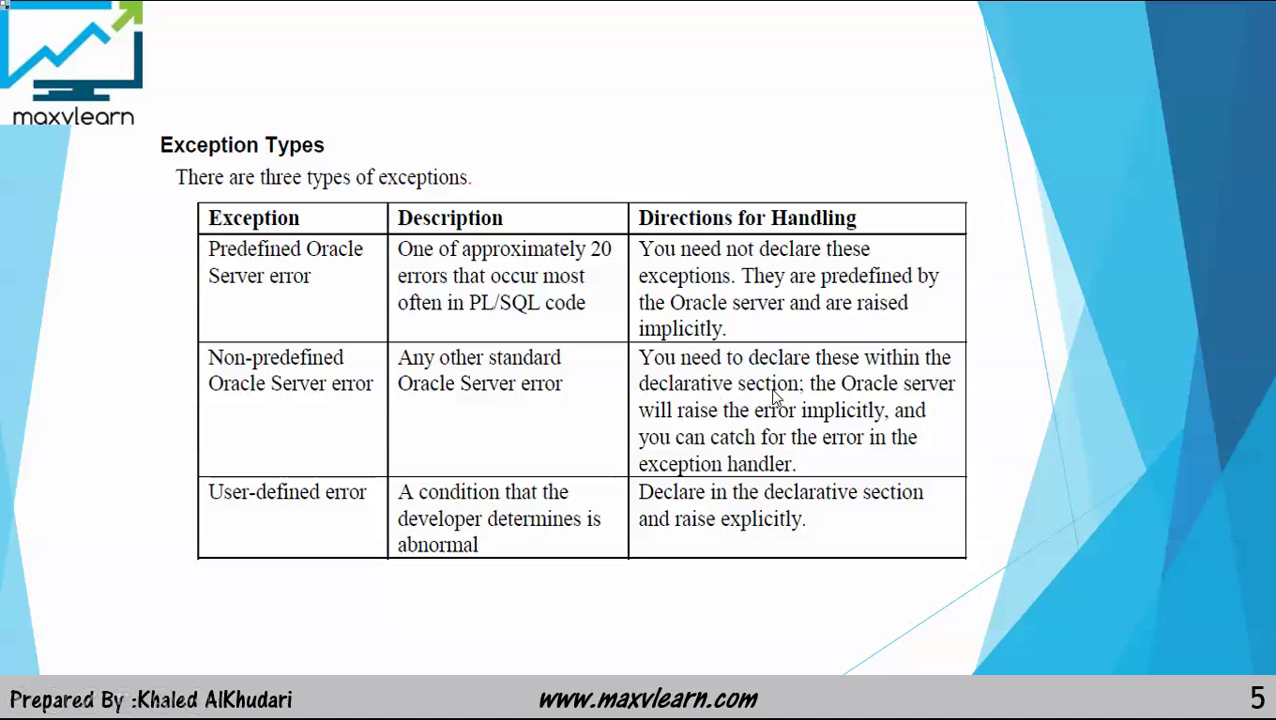 maxvlearn
Exception Types
There are three types of exceptions.
Exception
Description
Directions for Handling
Predefined Oracle
Server error
One of approximately 20
errors that occur most
often in PL/SQL code
You need not declare these
exceptions. They are predefined by
the Oracle server and are raised
implicitly.
Non-predefined
Oracle Server error
Any other standard
Oracle Server error
You need to declare these within the
declarative section; the Oracle server
will raise the error implicitly, and
you can catch for the error in the
exception handler.
User-defined error
A condition that the
developer determines is
abnormal
Declare in the declarative section
and raise explicitly.
Prepared By :Khaled AlKhudari
www.maxvlearn.com
5